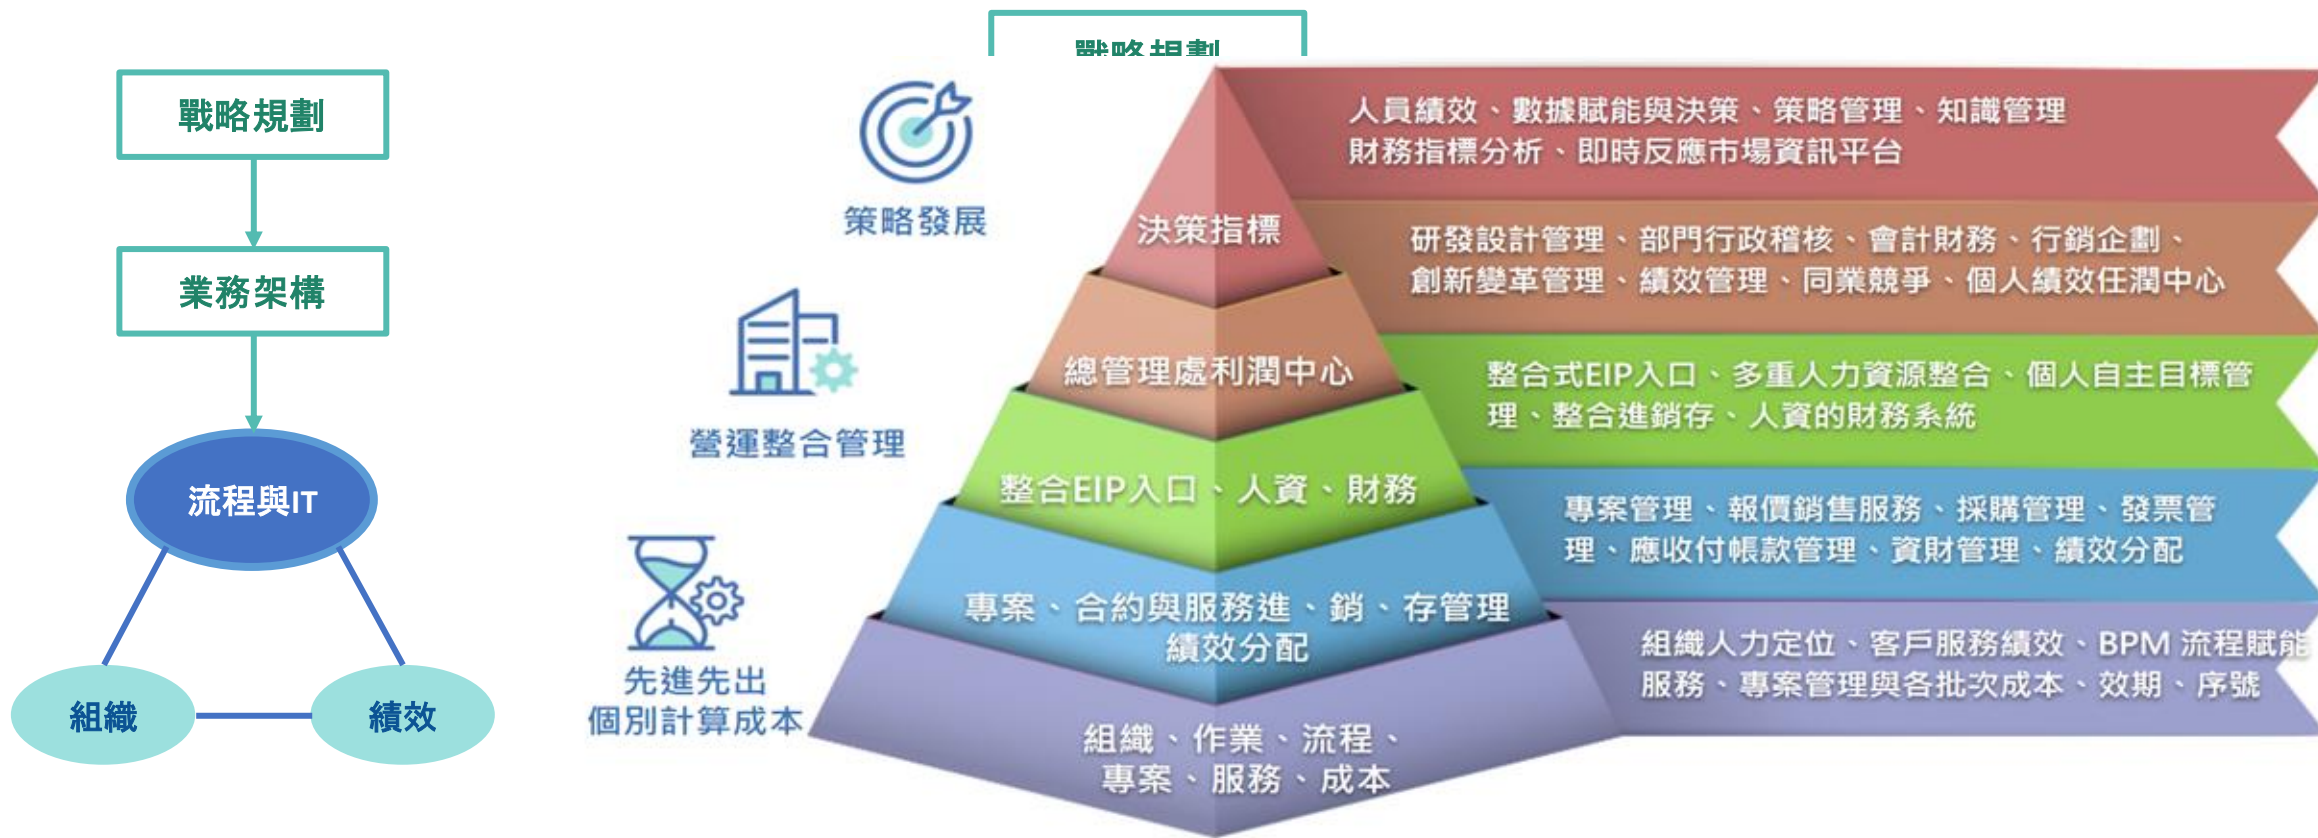 戰略規劃
業務架構
流程與IT
組織
績效
戰略規劃
策略發展
營運整合管理
先進先出
個別計算成本
決策指標
總管理處利潤中心
整合EIP入口、人資、財務
專案、合約與服務進、銷、存管理
績效分配
組織、作業、流程、
專案、服務、成本
人員績效、數據賦能與決策、策略管理、知識管理
財務指標分析、即時反應市場資訊平台
研發設計管理、部門行政稽核、會計財務、行銷企劃、
創新變革管理、績效管理、同業競爭、個人績效任潤中心
整合式EIP入口、多重人力資源整合、個人自主目標管
理、整合進銷存、人資的財務系統
專案管理、報價銷售服務、採購管理、發票管
理、應收付帳款管理、資財管理、績效分配
組織人力定位、客戶服務績效、BPM 流程賦能
服務、專案管理與各批次成本、效期、序號